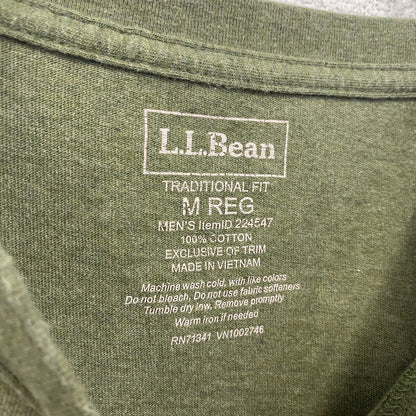 L.L.Bean
TRADITIONAL FIT
M REG
MEN'S ItemID 224547
100% COTTON
EXCLUSIVE OF TRIM
MADE IN VIETNAM
Machine wash cold, with like colors
Do not bleach. Do not use fabric softeners
Tumble dry low. Remove promptly
Warm iron if needed
RN71341 VN1002746